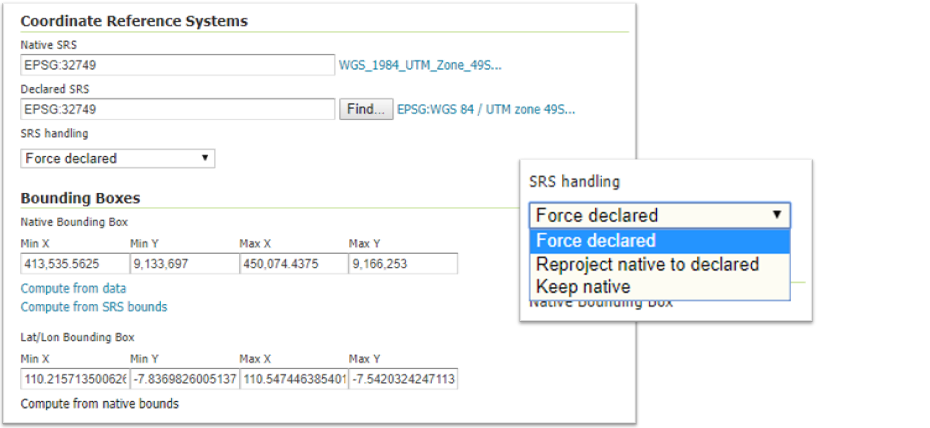 Coordinate Reference Systems
Native SRS
EPSG:32749 WGS_1984_UTM_Zone_49S...
Declared SRS
EPSG:32749 Find... EPSG:WGS 84 / UTM zone 49S...
SRS handling
Force declared
Bounding Boxes
Native Bounding Box
Min X Min Y Max X Max Y
413,535.5625 9,133,697 450,074.4375 9,166,253
Compute from data
Compute from SRS bounds
Lat/Lon Bounding Box
Min X Min Y Max X Max Y
110.215713500626 -7.8369826005137 110.547446385401 -7.5420324247113
Compute from native bounds
SRS handling
Force declared
Force declared
Reproject native to declared
Keep native
Native Bounding Box